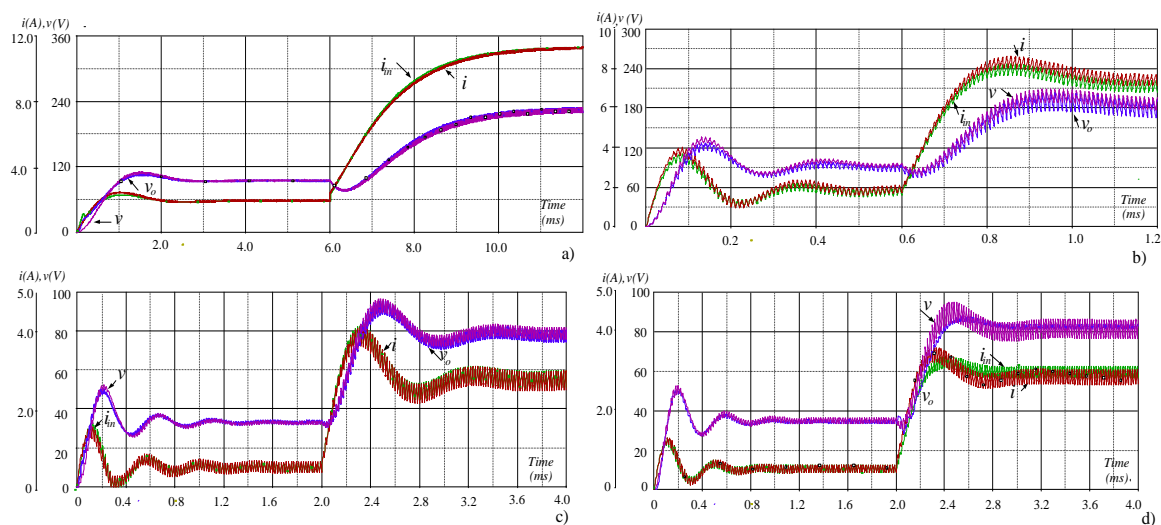 i(A),v(V)
12.0 360
240
8.0
120
4.0
0 0
2.0 4.0 6.0 8.0 10.0
i_in
i
v_o
v
Time
(ms)
a)
i(A)v(V)
10 300
8 240
6 180
4 120
2 60
0 0
0.2 0.4 0.6 0.8 1.0 1.2
i
v
i_in
v_o
Time
(ms)
b)
i(A),v(V)
5.0 100
4.0 80
60
2.0 40
20
0 0
0 0.4 0.8 1.2 1.6 2.0 2.4 2.8 3.6 4.0
v
i_in
i
v_o
Time
(ms)
c)
i(A),v(V)
5.0 100
4.0 80
60
2.0 40
20
0 0
0 0.4 0.8 1.2 1.6 2.0 2.4 2.8 3.2 3.6 4.0
v
i_in
v_o
i
Time
(ms)
d)